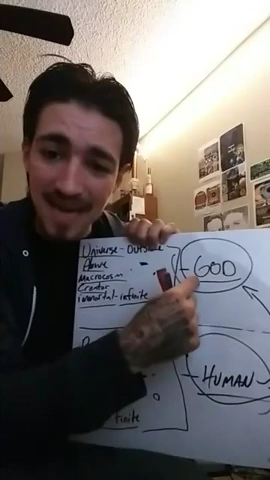 Universe - Outside
Above
Macrocosm
Creator
immortal - infinite
GOD
HUMAN
finite